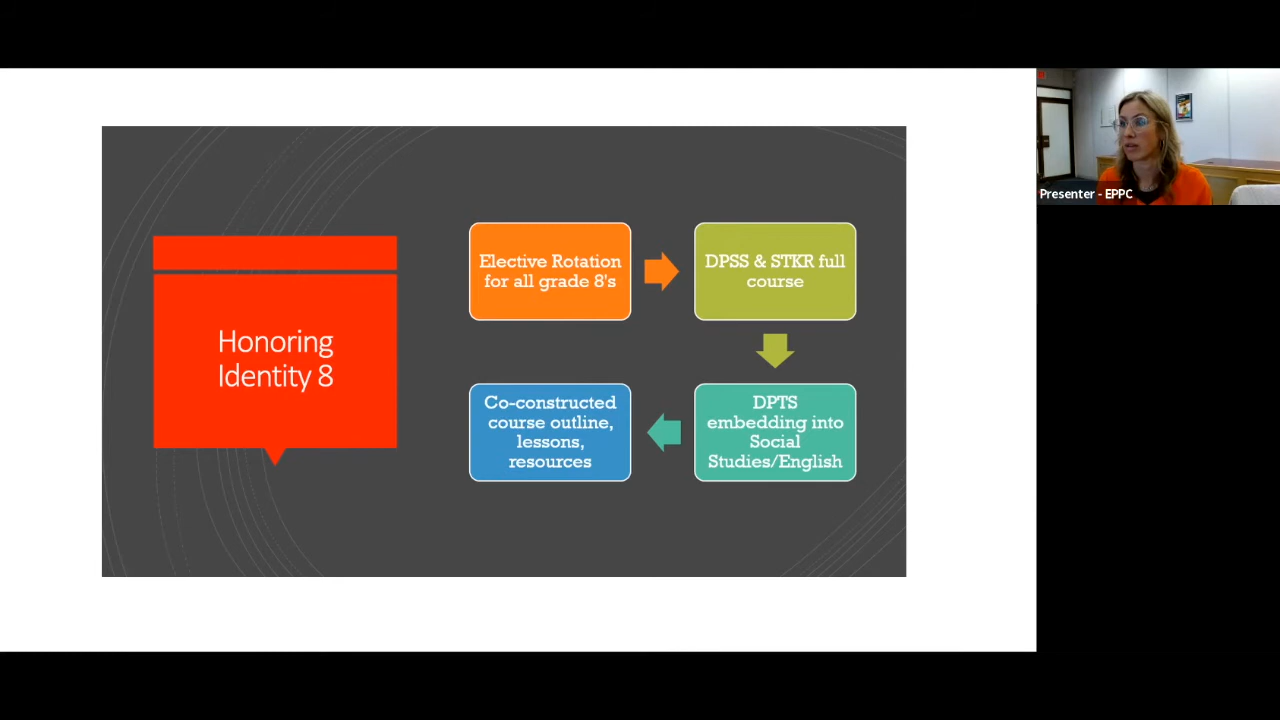 Honoring
Identity 8
Elective Rotation
for all grade 8's
DPSS & STKR full
course
DPTS
embedding into
Social
Studies/English
Co-constructed
course outline,
lessons,
resources
Presenter - EPPC